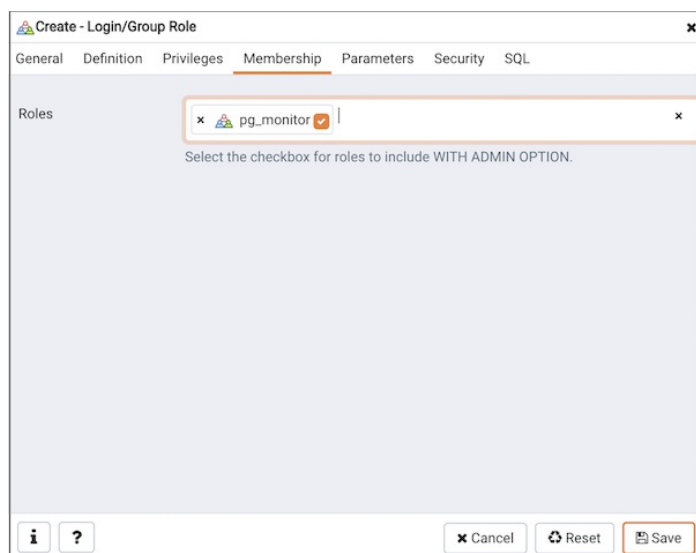 Create - Login/Group Role
General Definition Privileges Membership Parameters Security SQL
Roles
pg_monitor
Select the checkbox for roles to include WITH ADMIN OPTION.
i ? Cancel Reset Save